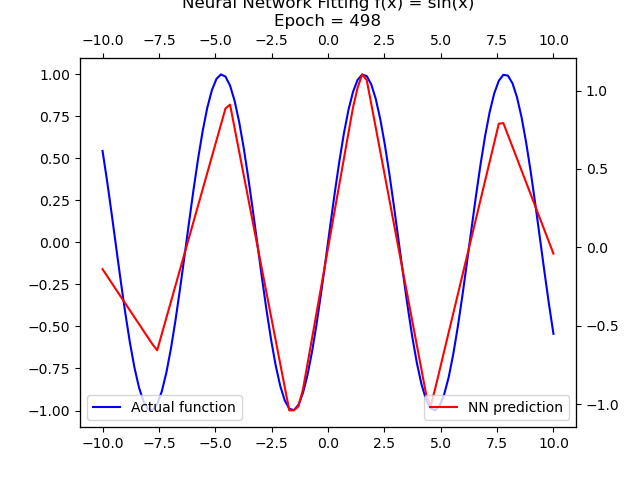 Neural Network Fitting f(x) = sin(x)
Epoch = 498
−10.0 −7.5 −5.0 −2.5 0.0 2.5 5.0 7.5 10.0
1.00
0.75
0.50
0.25
0.00
−0.25
−0.50
−0.75
−1.00
1.0
0.5
0.0
−0.5
−1.0
Actual function
NN prediction
−10.0 −7.5 −5.0 −2.5 0.0 2.5 5.0 7.5 10.0